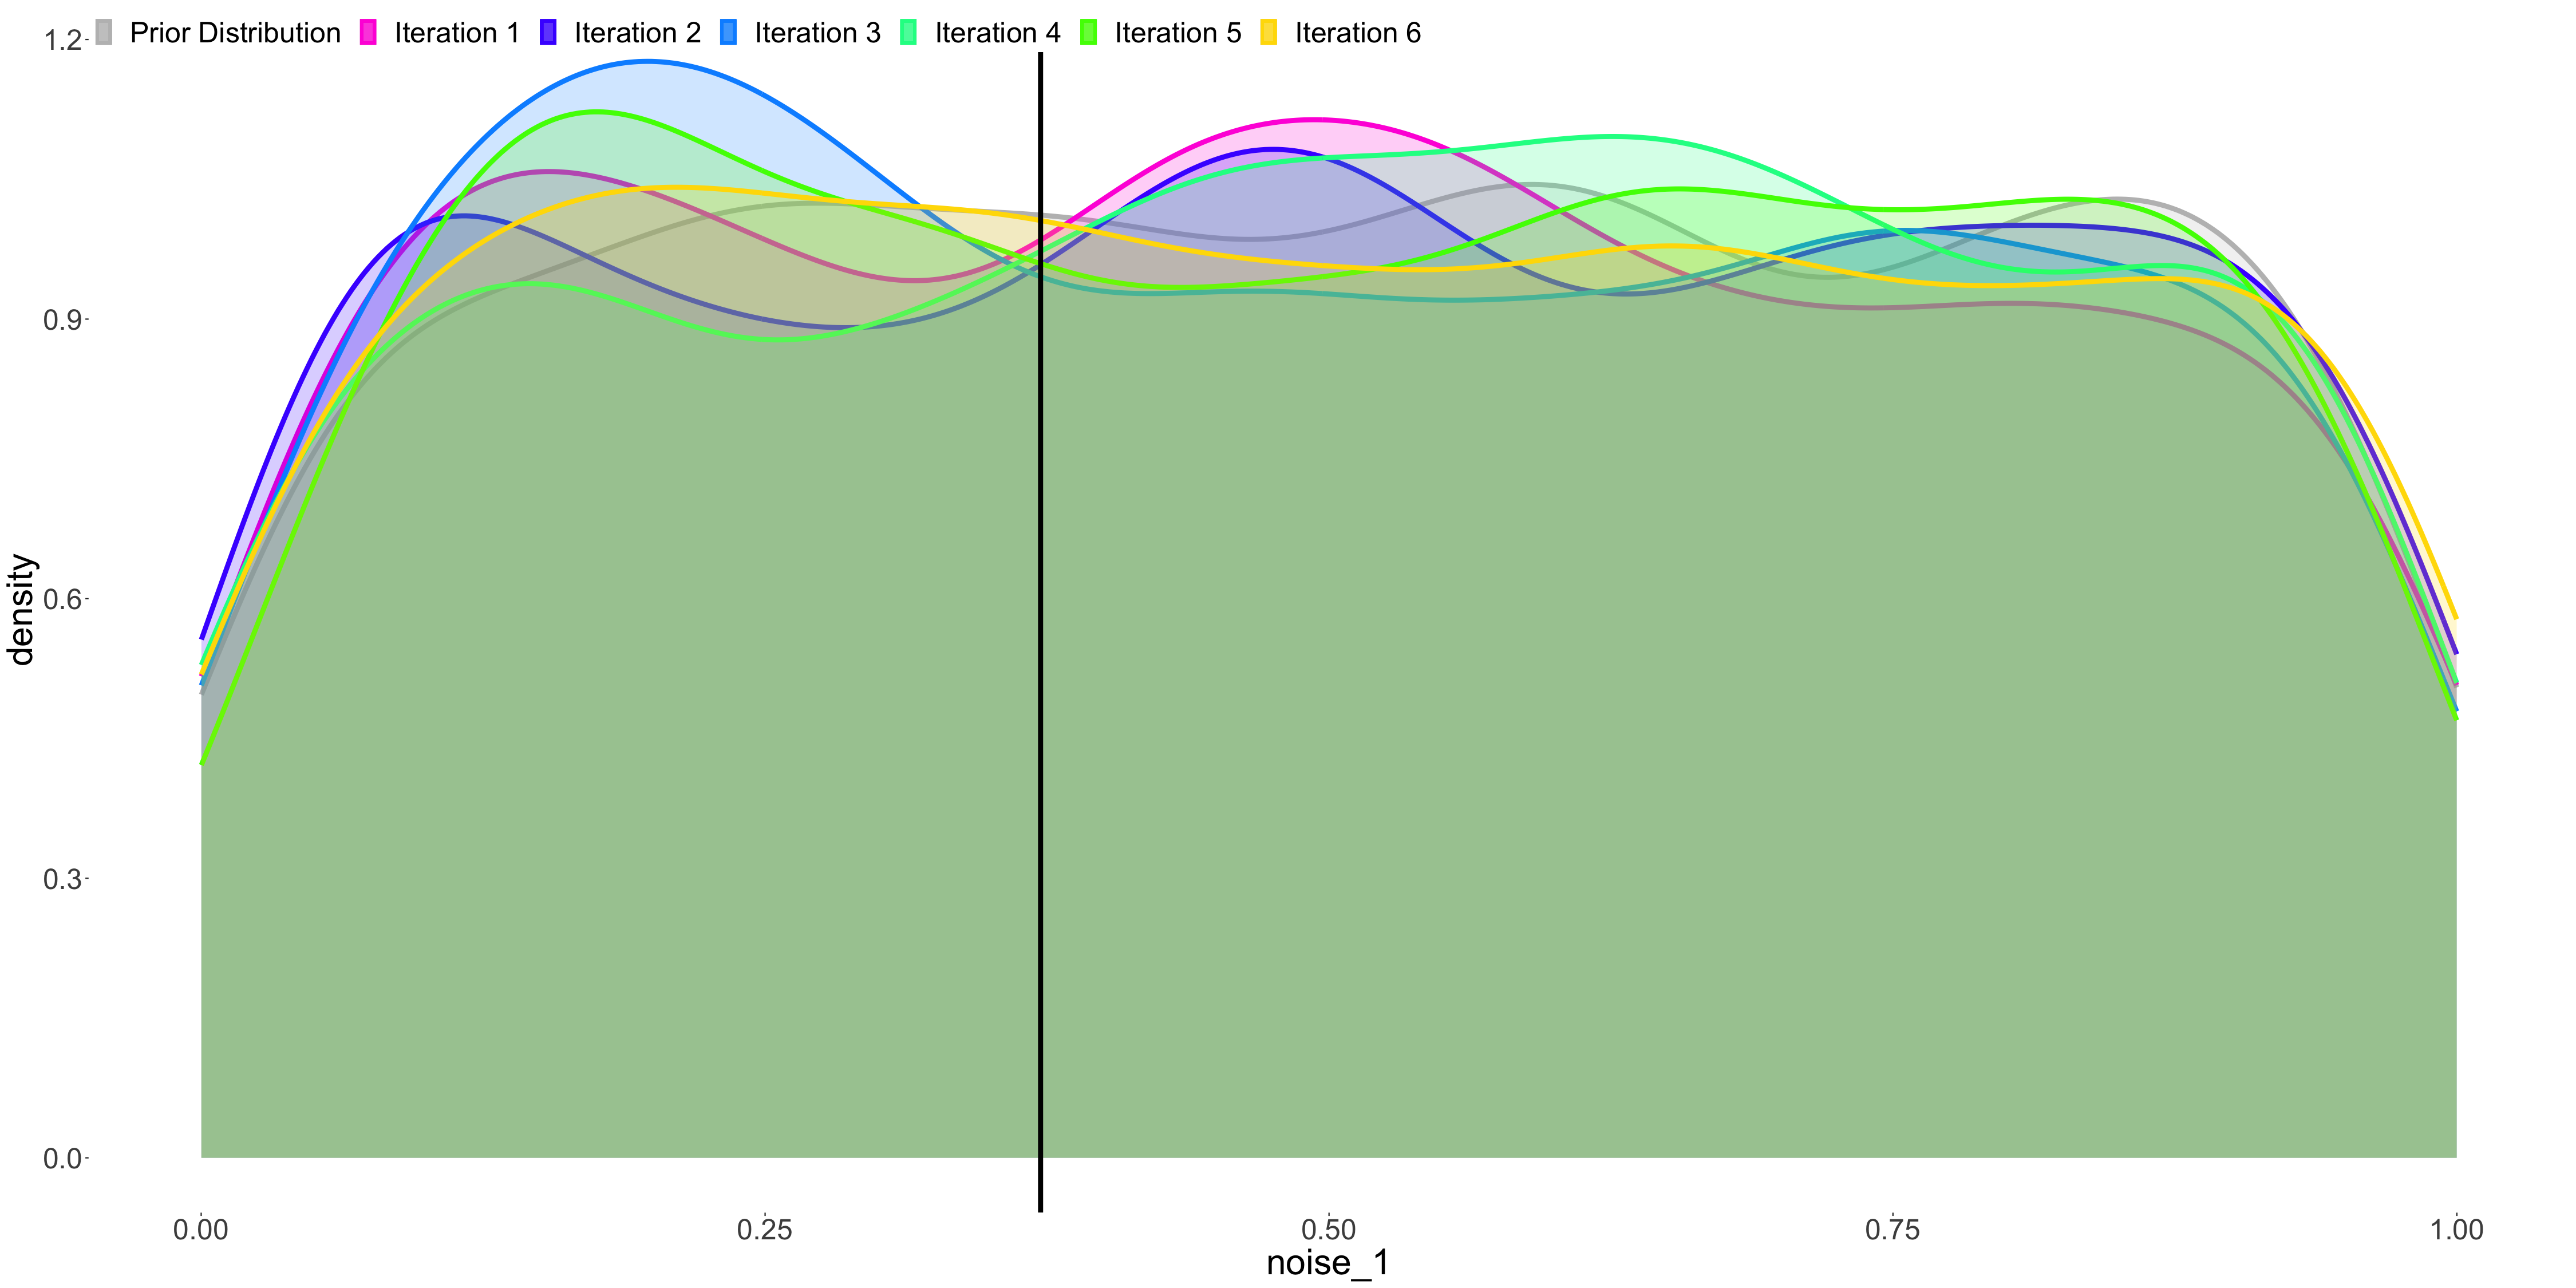 Prior Distribution Iteration 1 Iteration 2 Iteration 3 Iteration 4 Iteration 5 Iteration 6
1.2
0.9
0.6
0.3
0.0
density
0.00 0.25 0.50 0.75 1.00
noise_1